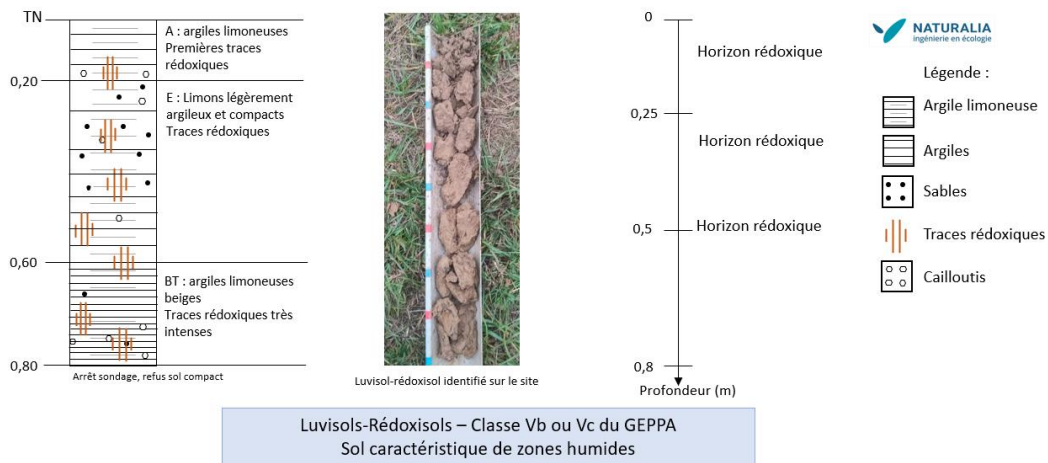 TN
A : argiles limoneuses
Premières traces
rédoxiques
0,20
E : Limons légèrement
argileux et compacts
Traces rédoxiques
0,60
BT : argiles limoneuses
beiges
Traces rédoxiques très
intenses
0,80
Arrêt sondage, refus sol compact
Luvisol-rédoxisol identifié sur le site
0
Horizon rédoxique
0,25
Horizon rédoxique
Horizon rédoxique
0,5
0,8
Profondeur (m)
NATURALIA
ingénierie en écologie
Légende :
Argile limoneuse
Argiles
Sables
Traces rédoxiques
Cailloutis
Luvisols-Rédoxisols – Classe Vb ou Vc du GEPPA
Sol caractéristique de zones humides